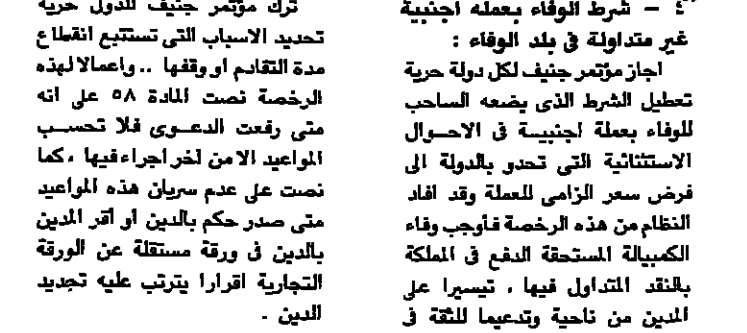 ٤ – شرط الوفاء بعملة اجنبية
غير متداولة في بلد الوفاء :
اجاز مؤتمر جنيف لكل دولة حرية
تعطيل الشرط الذى يضعه الساحب
للوفاء بعملة اجنبية في الاحوال
الاستثنائية التى تحدو بالدولة الى
فرض سعر الزامى للعملة وقد افاد
النظام من هذه الرخصة فأوجب وفاء
الكمبيالة المستحقة الدفع في المملكة
بالنقد المتداول فيها ، تيسيرا على
المدين من ناحية وتدعيما للثقة في
ترك مؤتمر جنيف للدول حرية
تحديد الاسباب التى تستتبع انقطاع
مدة التقادم او وقفها .. واعمالا لهذه
الرخصة نصت المادة ٥٨ على انه
متى رفعت الدعوى فلا تحسب
المواعيد الا من آخر اجراء فيها ، كما
نصت على عدم سريان هذه المواعيد
متى صدر حكم بالدين او أقر المدين
بالدين في ورقة مستقلة عن الورقة
التجارية اقرارا يترتب عليه تجديد
الدين .